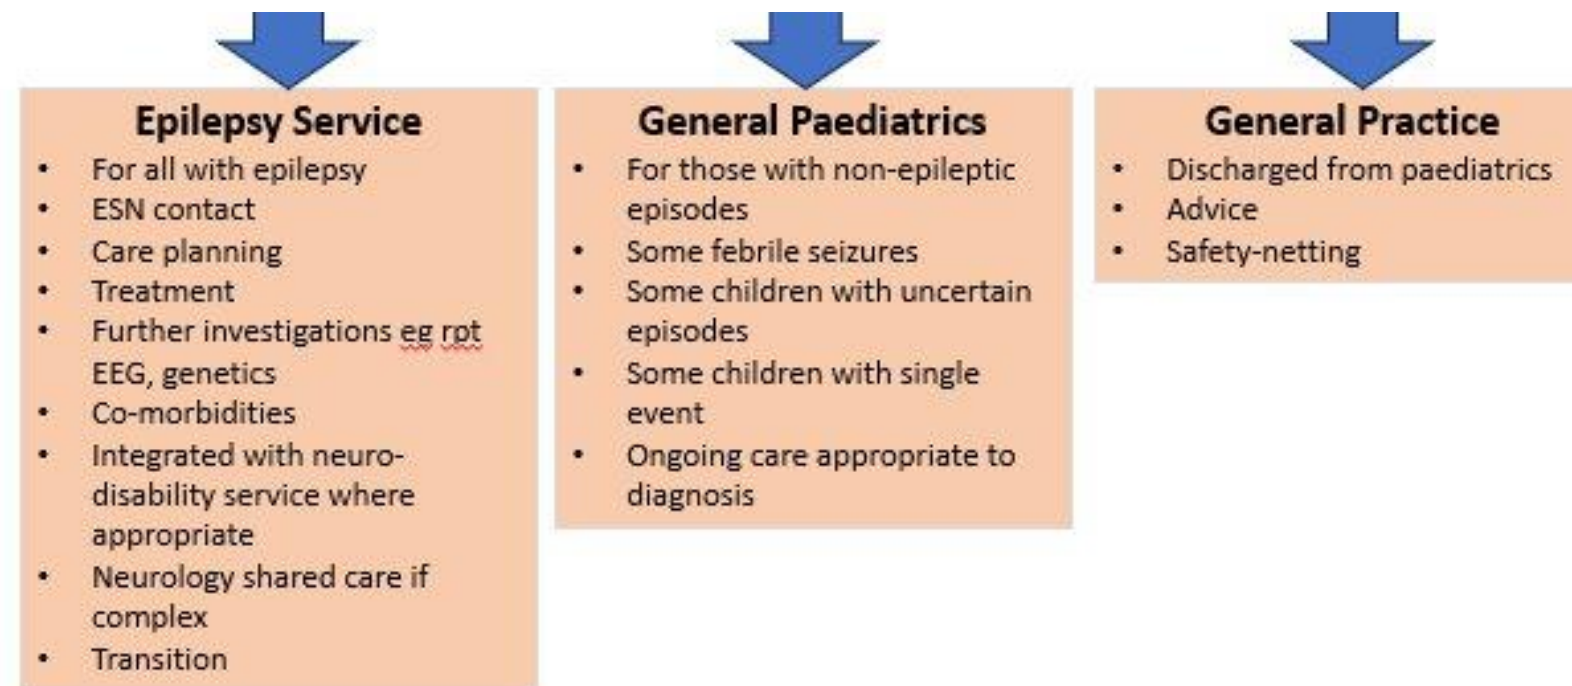 Epilepsy Service
• For all with epilepsy
• ESN contact
• Care planning
• Treatment
• Further investigations eg rpt
EEG, genetics
• Co-morbidities
• Integrated with neuro-
disability service where
appropriate
• Neurology shared care if
complex
• Transition
General Paediatrics
• For those with non-epileptic
episodes
• Some febrile seizures
• Some children with uncertain
episodes
• Some children with single
event
• Ongoing care appropriate to
diagnosis
General Practice
• Discharged from paediatrics
• Advice
• Safety-netting